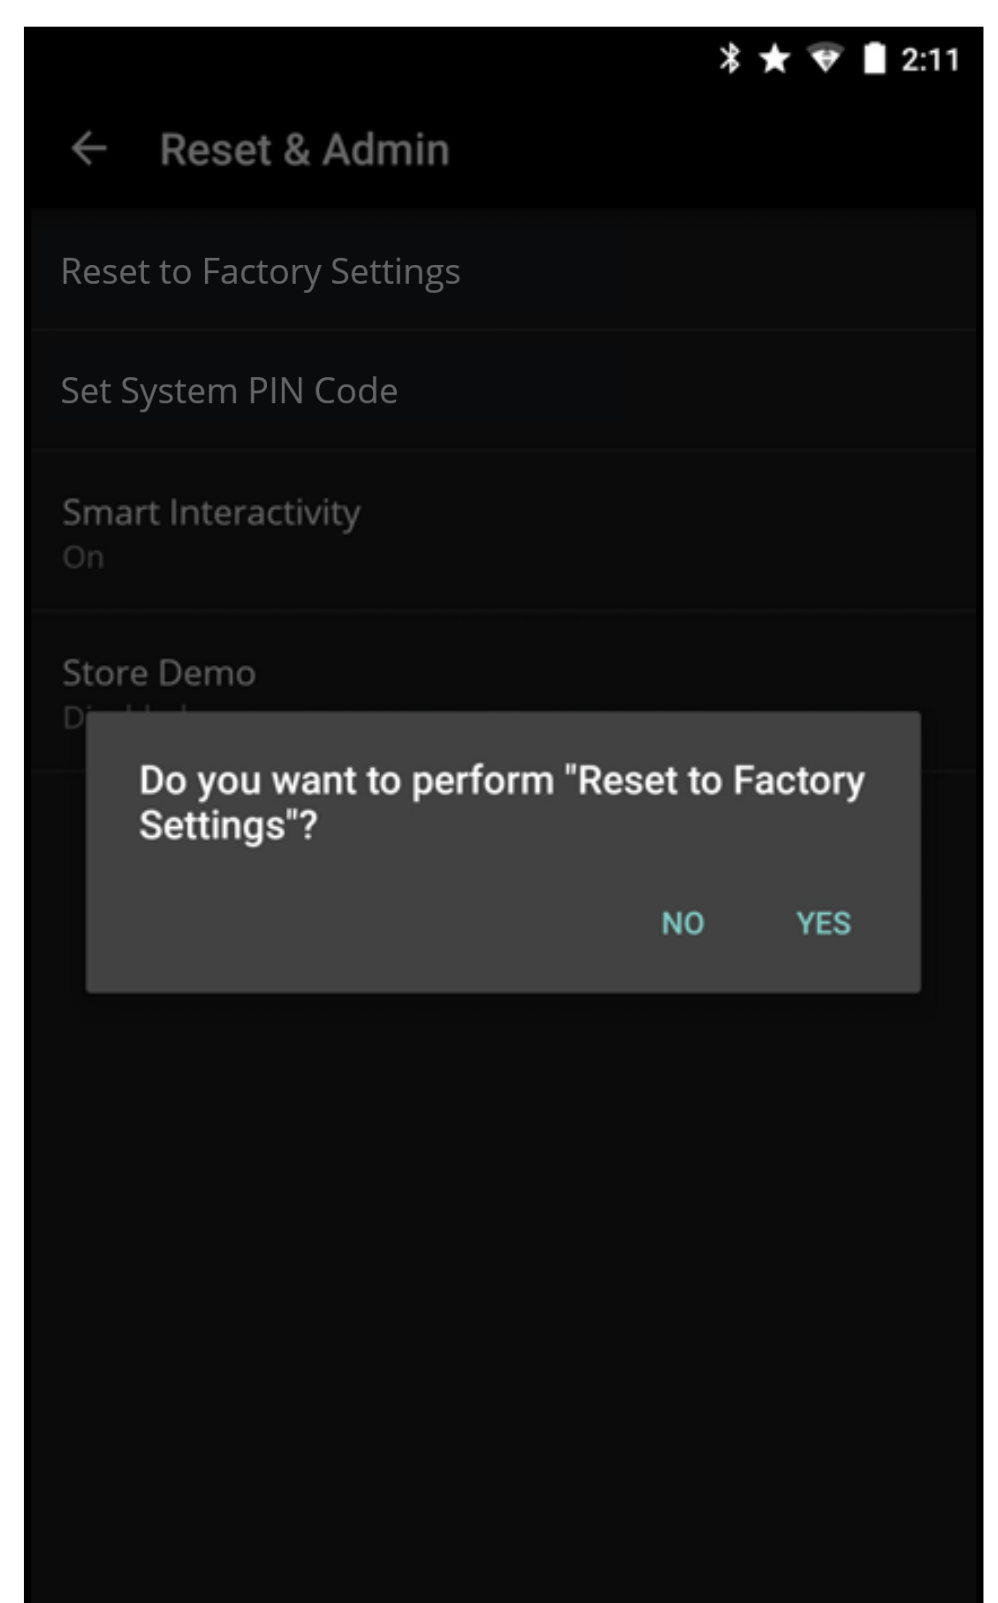 2:11
Reset & Admin
Reset to Factory Settings
Set System PIN Code
Smart Interactivity
On
Store Demo
Do you want to perform "Reset to Factory
Settings"?
NO YES